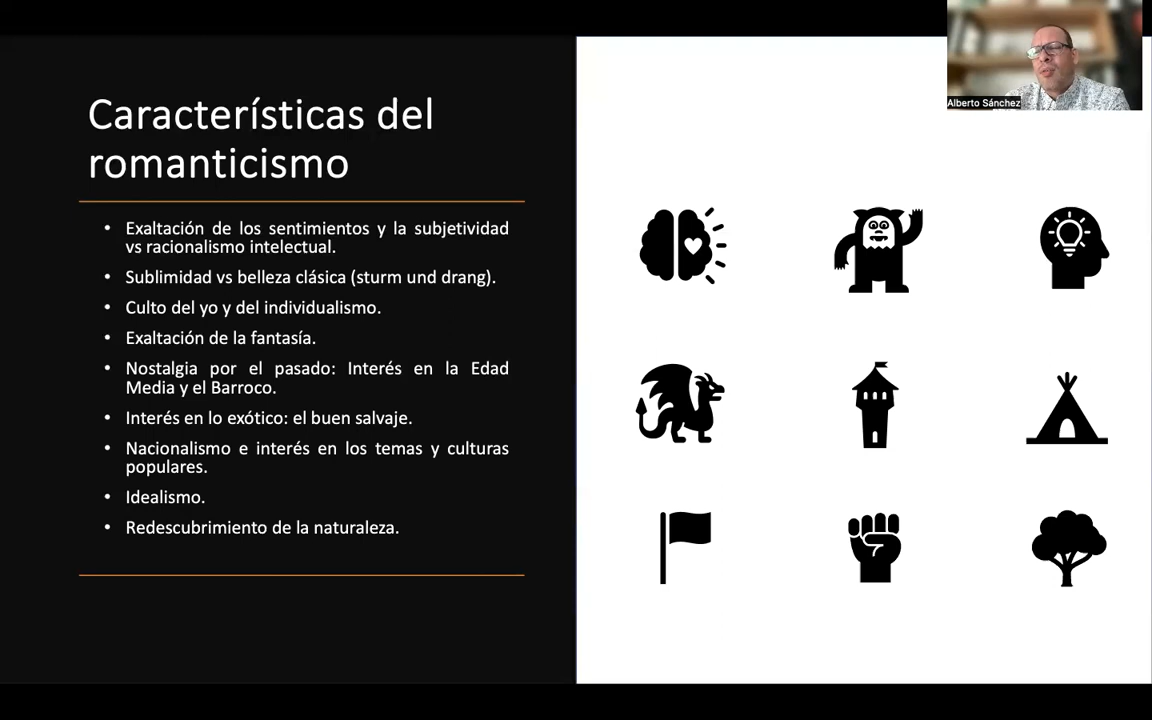 Características del
romanticismo
• Exaltación de los sentimientos y la subjetividad
vs racionalismo intelectual.
• Sublimidad vs belleza clásica (sturm und drang).
• Culto del yo y del individualismo.
• Exaltación de la fantasía.
• Nostalgia por el pasado: Interés en la Edad
Media y el Barroco.
• Interés en lo exótico: el buen salvaje.
• Nacionalismo e interés en los temas y culturas
populares.
• Idealismo.
• Redescubrimiento de la naturaleza.
Alberto Sánchez